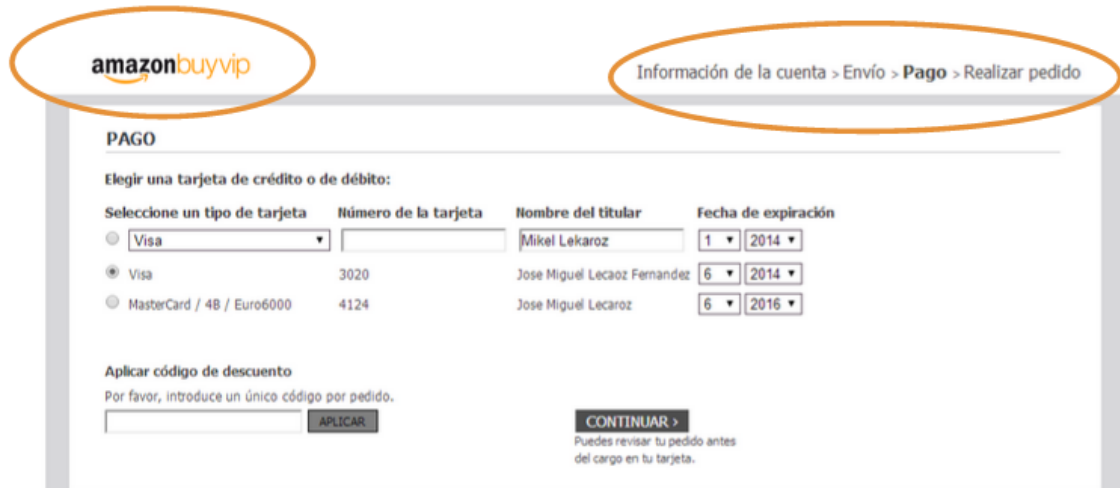 amazonbuyvip
Información de la cuenta > Envío > Pago > Realizar pedido
PAGO
Elegir una tarjeta de crédito o de débito:
Seleccione un tipo de tarjeta Número de la tarjeta Nombre del titular Fecha de expiración
Visa Mikel Lekaroz 1 2014
Visa 3020 Jose Miguel Lecaoz Fernandez 6 2014
MasterCard / 4B / Euro6000 4124 Jose Miguel Lecaroz 6 2016
Aplicar código de descuento
Por favor, introduce un único código por pedido.
APLICAR CONTINUAR >
Puedes revisar tu pedido antes
del cargo en tu tarjeta.